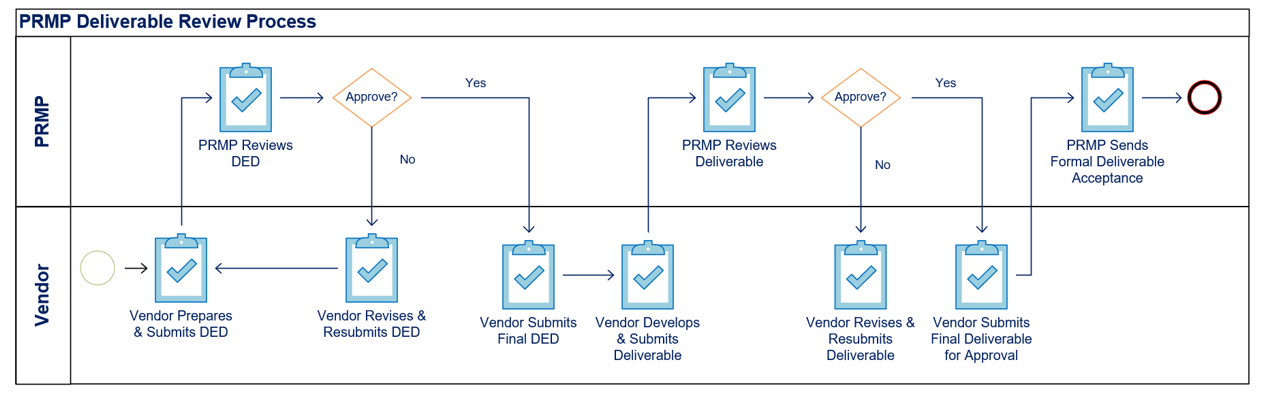 PRMP Deliverable Review Process
PRMP
PRMP Reviews
DED
Approve?
Yes
No
PRMP Reviews
Deliverable
Approve?
Yes
No
PRMP Sends
Formal Deliverable
Acceptance
Vendor
Vendor Prepares
& Submits DED
Vendor Revises &
Resubmits DED
Vendor Submits
Final DED
Vendor Develops
& Submits
Deliverable
Vendor Revises &
Resubmits
Deliverable
Vendor Submits
Final Deliverable
for Approval